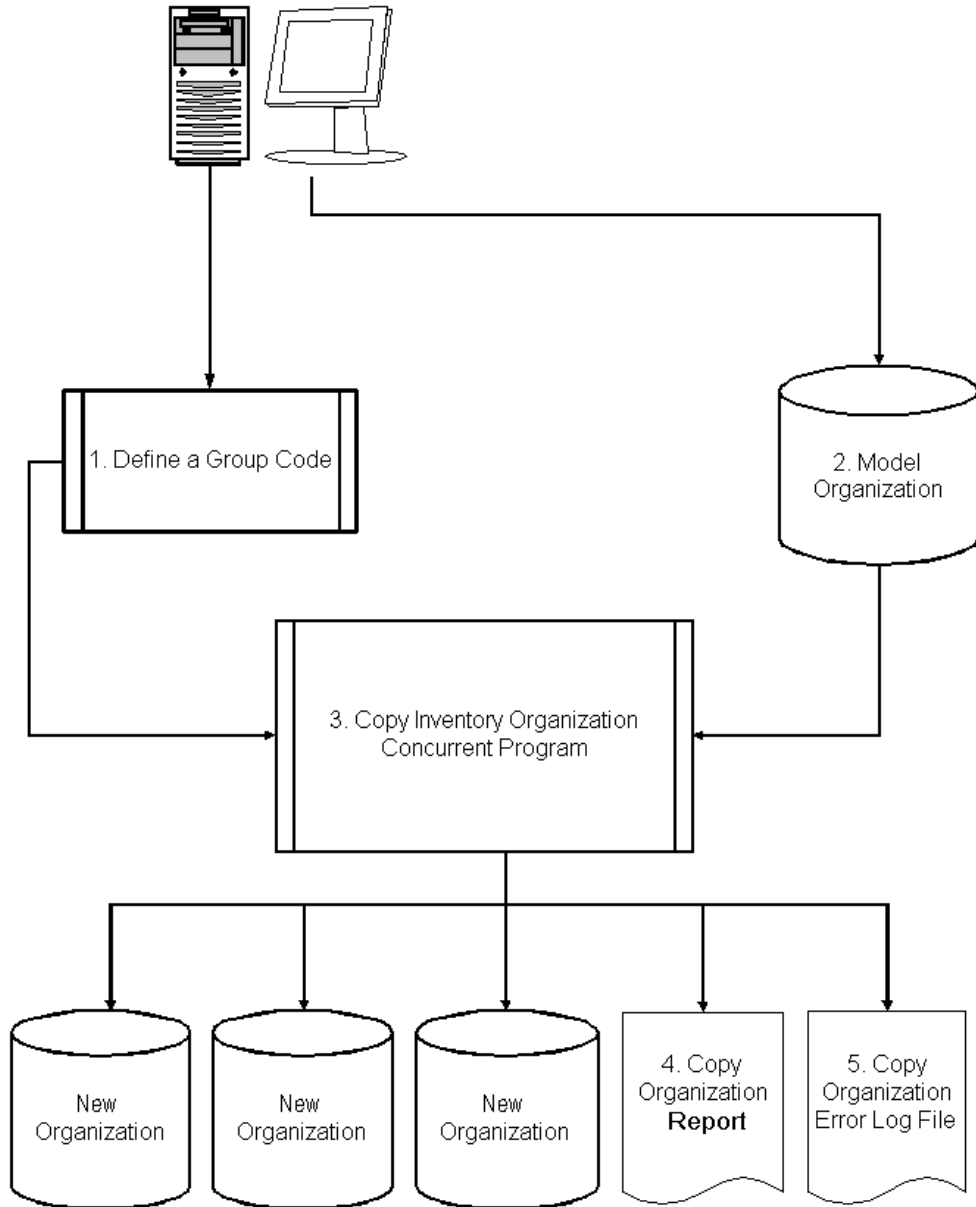 1. Define a Group Code
2. Model
Organization
3. Copy Inventory Organization
Concurrent Program
New
Organization
New
Organization
New
Organization
4. Copy
Organization
Report
5. Copy
Organization
Error Log File